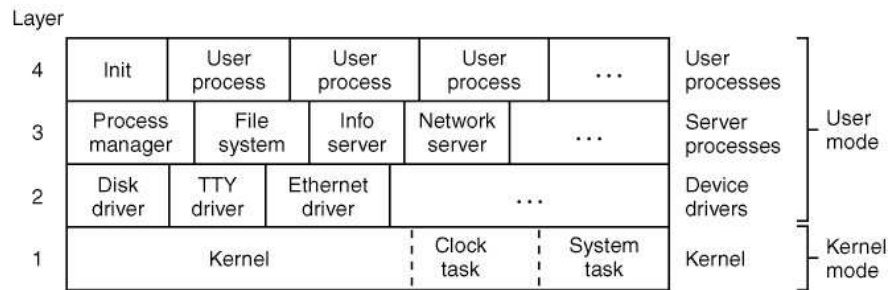 Layer
4
Init
User
process
User
process
User
process
...
User
processes
3
Process
manager
File
system
Info
server
Network
server
...
Server
processes
User
mode
2
Disk
driver
TTY
driver
Ethernet
driver
...
Device
drivers
1
Kernel
Clock
task
System
task
Kernel
Kernel
mode